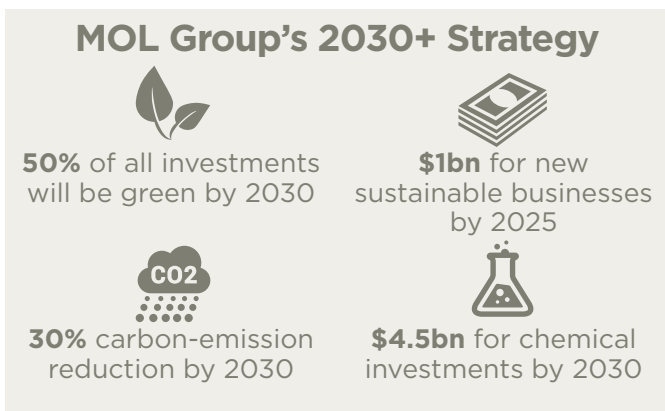 MOL Group's 2030+ Strategy
50% of all investments
will be green by 2030
$1bn for new
sustainable businesses
by 2025
CO2
30% carbon-emission
reduction by 2030
$4.5bn for chemical
investments by 2030